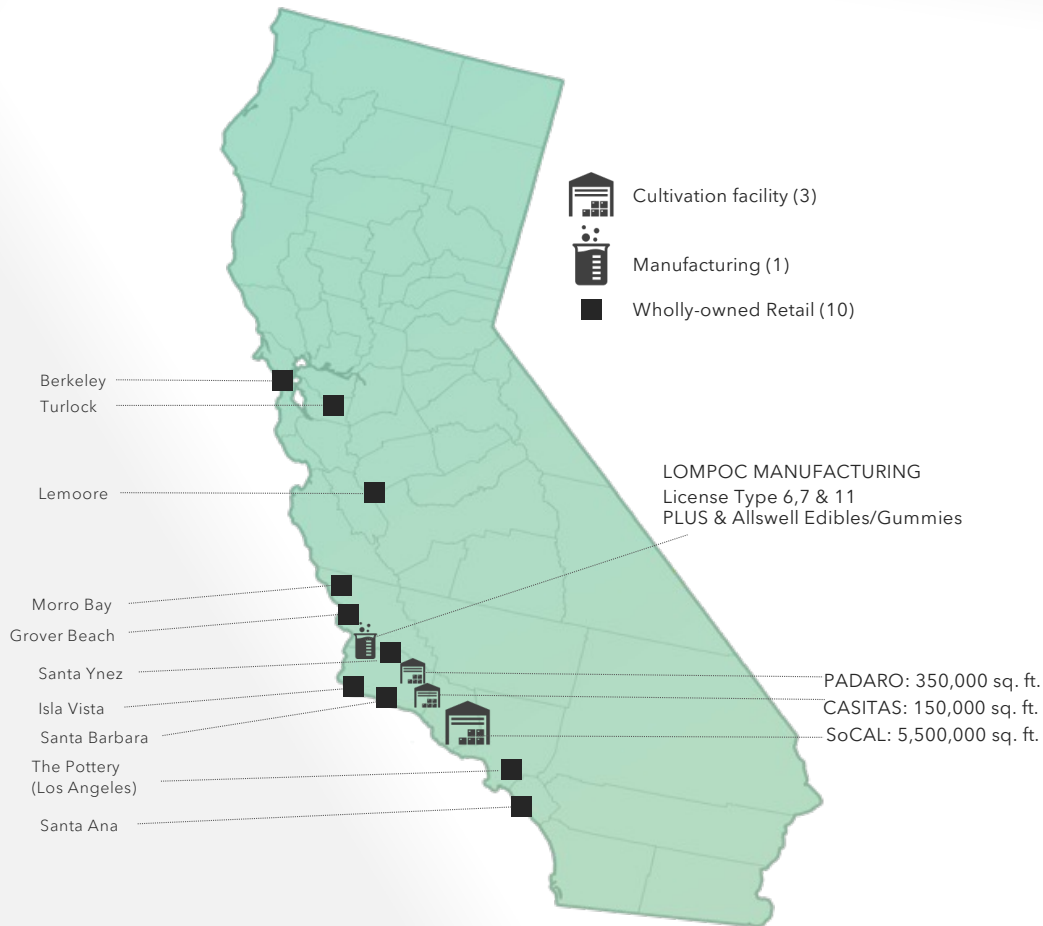 Cultivation facility (3)
Manufacturing (1)
Wholly-owned Retail (10)
Berkeley
Turlock
Lemoore
Morro Bay
Grover Beach
Santa Ynez
Isla Vista
Santa Barbara
The Pottery
(Los Angeles)
Santa Ana
LOMPOC MANUFACTURING
License Type 6,7 & 11
PLUS & Allswell Edibles/Gummies
PADARO: 350,000 sq. ft.
CASITAS: 150,000 sq. ft.
SoCAL: 5,500,000 sq. ft.